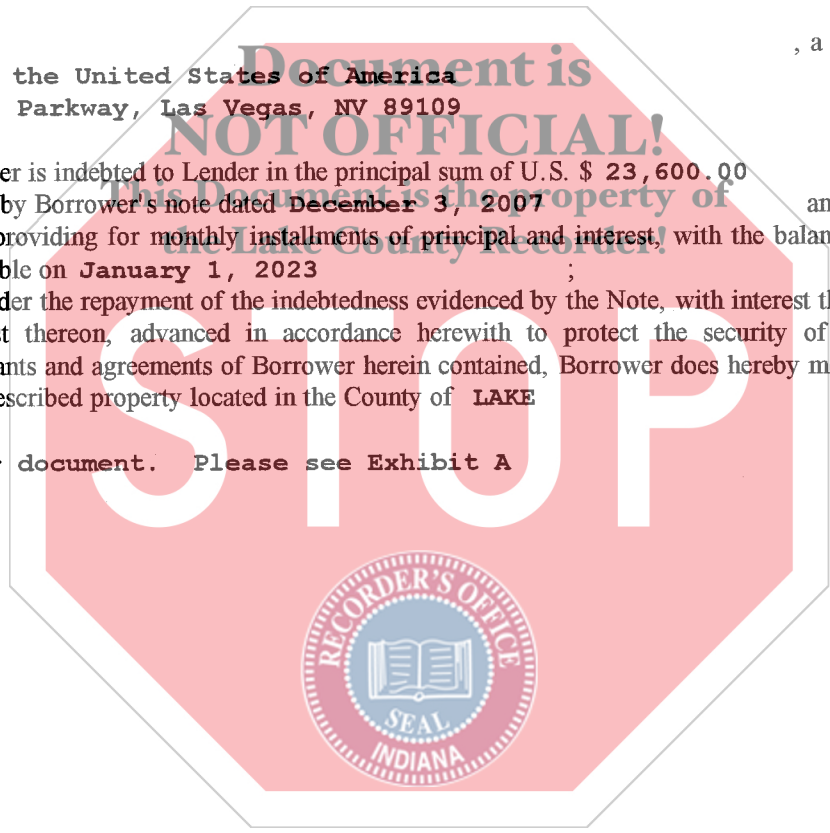 , a
Document is
the United States of America
Parkway, Las Vegas, NV 89109
NOT OFFICIAL!
er is indebted to Lender in the principal sum of U.S. $ 23,600.00
This Document is the property of
by Borrower's note dated December 3, 2007 an
providing for monthly installments of principal and interest, with the balan
the Lake County Recorder!
ble on January 1, 2023 ;
der the repayment of the indebtedness evidenced by the Note, with interest th
t thereon, advanced in accordance herewith to protect the security of
ants and agreements of Borrower herein contained, Borrower does hereby m
escribed property located in the County of LAKE
STOP
document. Please see Exhibit A
RECORDER'S OFFICE
SEAL
INDIANA